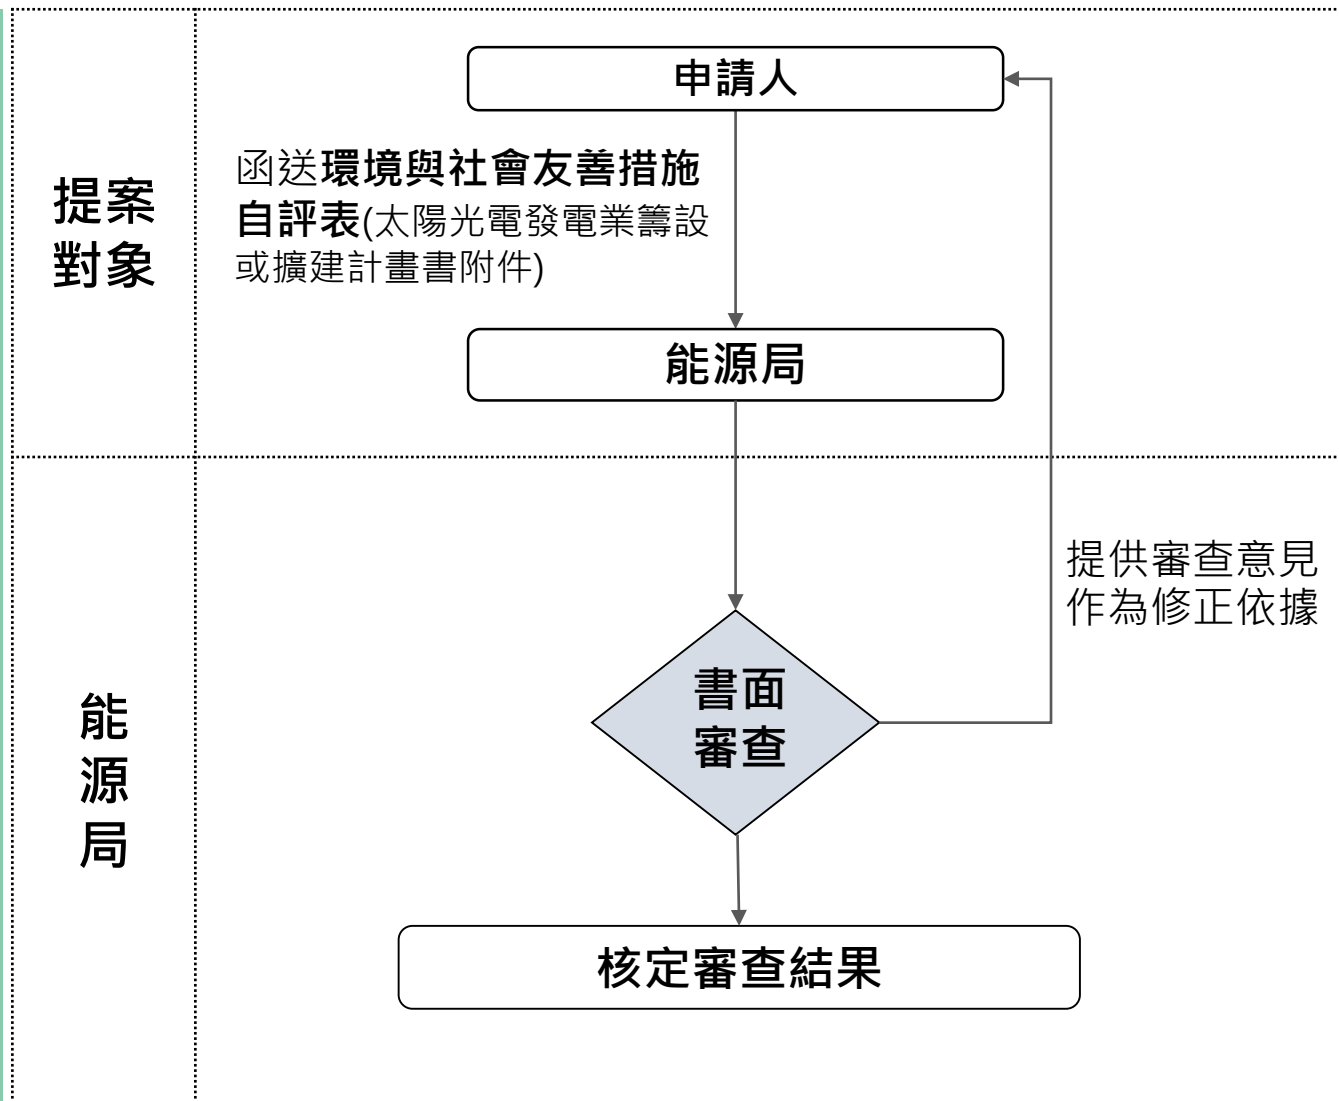 提案
對象
申請人
函送環境與社會友善措施
自評表(太陽光電發電業籌設
或擴建計畫書附件)
能源局
能
源
局
書面
審查
提供審查意見
作為修正依據
核定審查結果